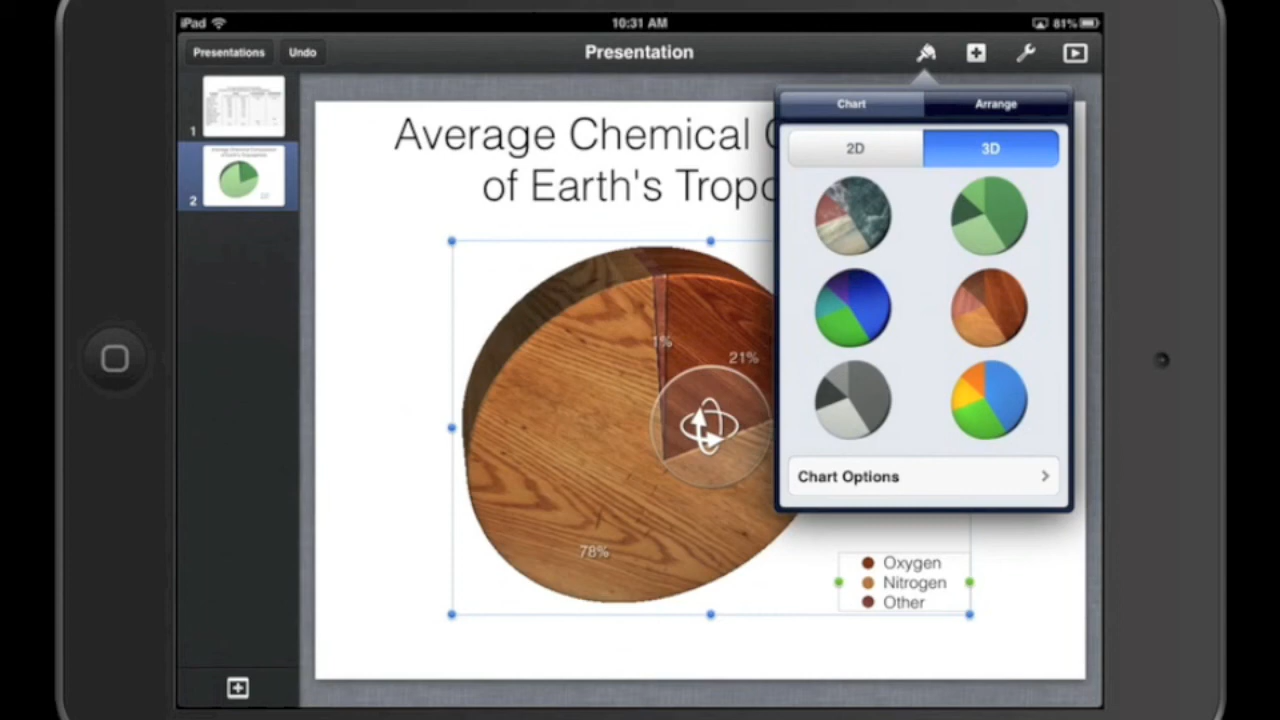 iPad
10:31 AM
81%
Presentations
Undo
Presentation
1
2
Average Chemical
of Earth's Tropo
Chart
Arrange
2D
3D
Chart Options
1%
21%
78%
Oxygen
Nitrogen
Other